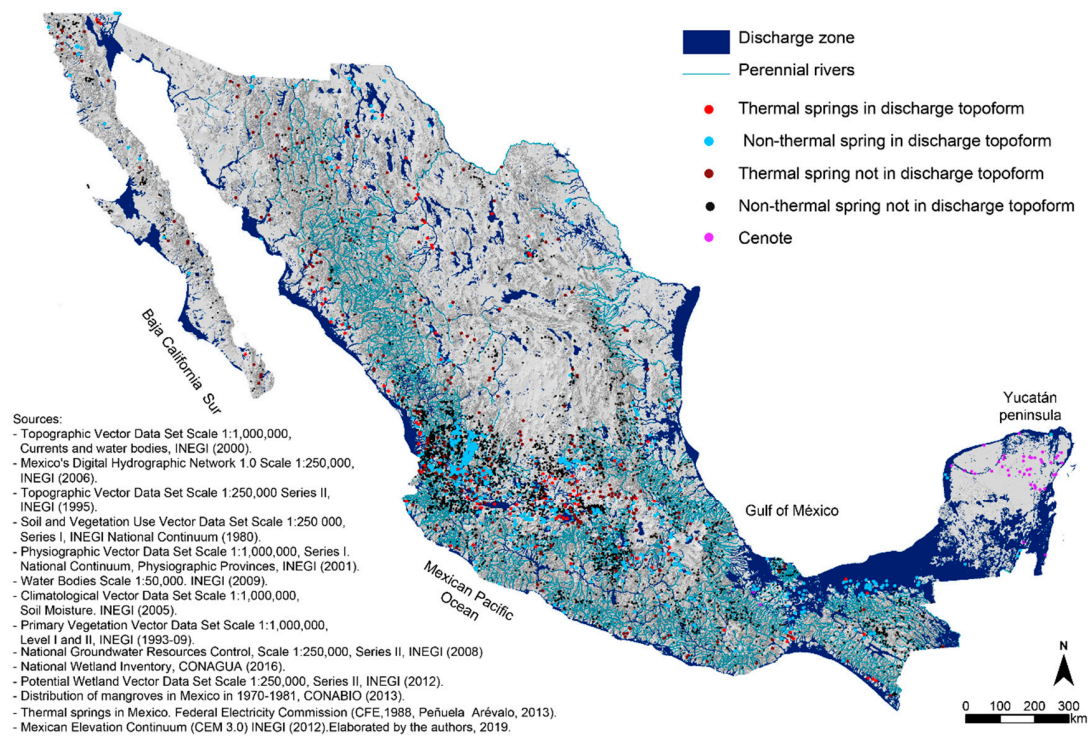 Discharge zone
Perennial rivers
Thermal springs in discharge topoform
Non-thermal spring in discharge topoform
Thermal spring not in discharge topoform
Non-thermal spring not in discharge topoform
Cenote
Baja California Sur
Yucatán
peninsula
Gulf of México
Mexican Pacific
Ocean
Sources:
- Topographic Vector Data Set Scale 1:1,000,000,
Currents and water bodies, INEGI (2000).
- Mexico's Digital Hydrographic Network 1.0 Scale 1:250,000,
INEGI (2006).
- Topographic Vector Data Set Scale 1:250,000 Series II,
INEGI (1995).
- Soil and Vegetation Use Vector Data Set Scale 1:250 000,
Series I, INEGI National Continuum (1980).
- Physiographic Vector Data Set Scale 1:1,000,000, Series I.
National Continuum, Physiographic Provinces, INEGI (2001).
- Water Bodies Scale 1:50,000. INEGI (2009).
- Climatological Vector Data Set Scale 1:1,000,000,
Soil Moisture. INEGI (2005).
- Primary Vegetation Vector Data Set Scale 1:1,000,000,
Level I and II, INEGI (1993-09).
- National Groundwater Resources Control, Scale 1:250,000, Series II, INEGI (2008)
- National Wetland Inventory, CONAGUA (2016).
- Potential Wetland Vector Data Set Scale 1:250,000, Series II, INEGI (2012).
- Distribution of mangroves in Mexico in 1970-1981, CONABIO (2013).
- Thermal springs in Mexico. Federal Electricity Commission (CFE,1988, Peñuela Arévalo, 2013).
- Mexican Elevation Continuum (CEM 3.0) INEGI (2012).Elaborated by the authors, 2019.
N
0 100 200 300
km